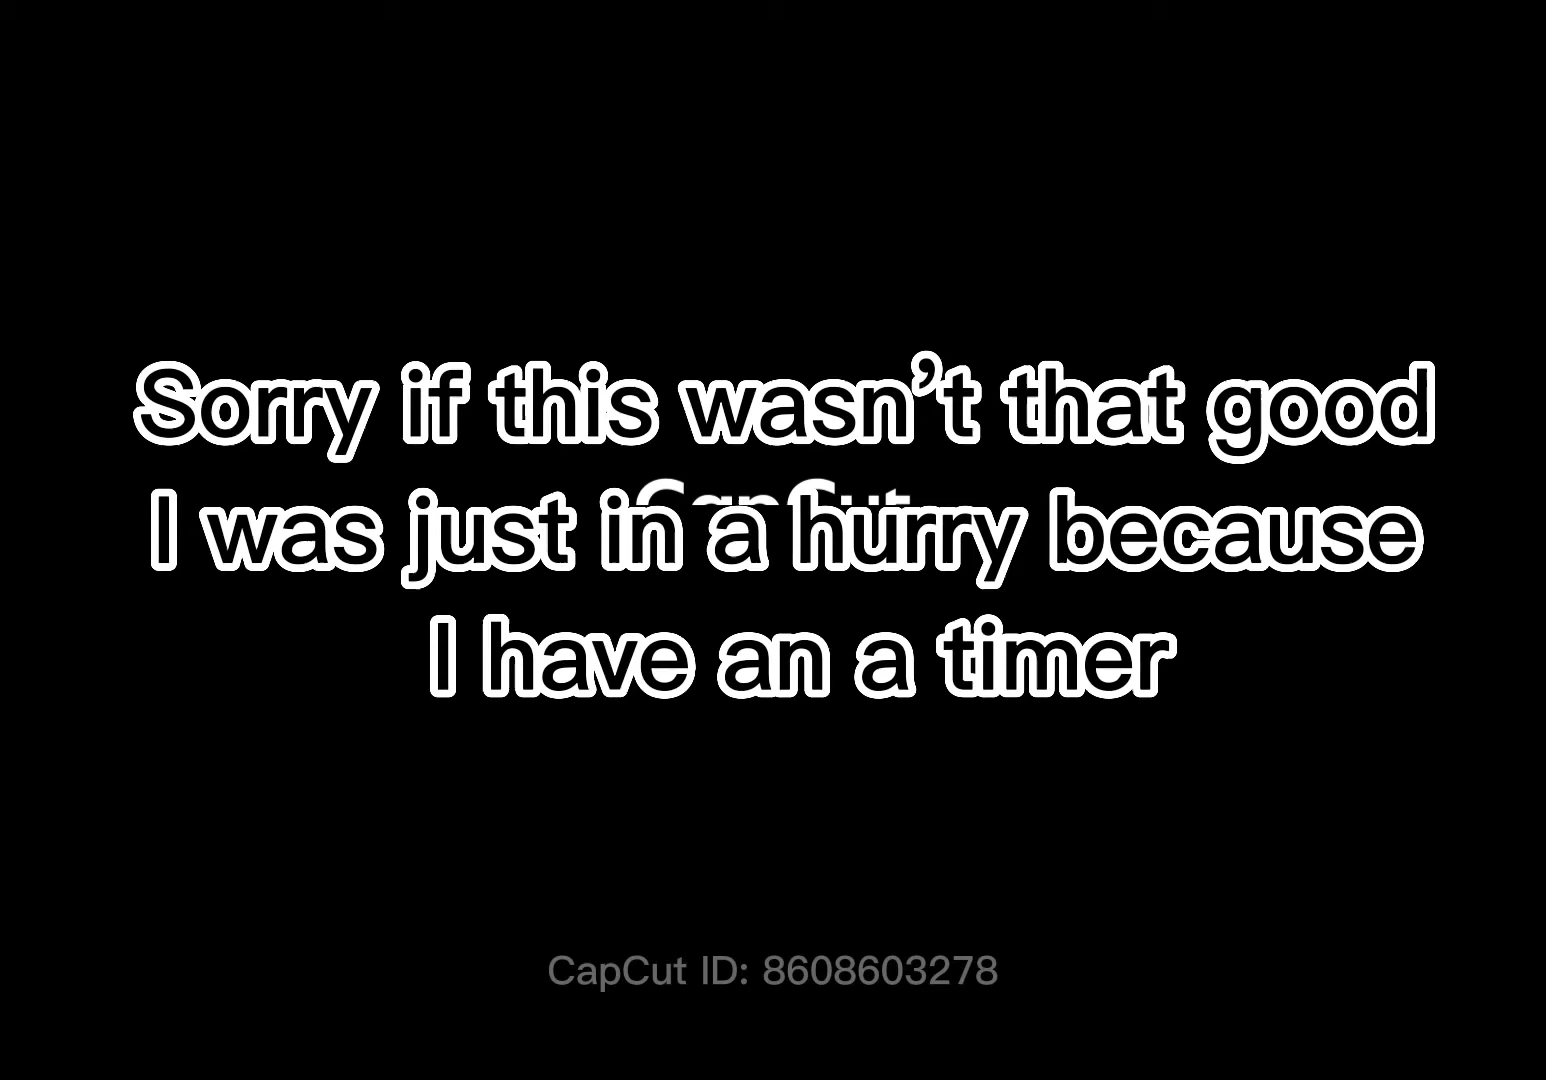 Sorry if this wasn’t that good
I was just in a hurry because
I have an a timer
CapCut ID: 8608603278